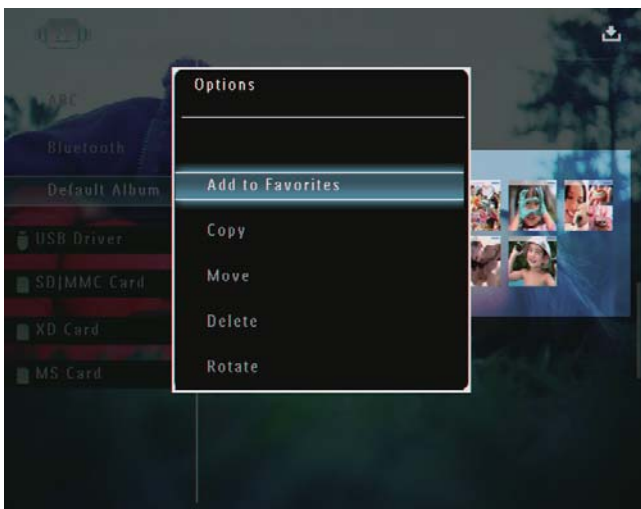 ABC
Bluetooth
Default Album
USB Driver
SD|MMC Card
XD Card
MS Card
Options
Add to Favorites
Copy
Move
Delete
Rotate